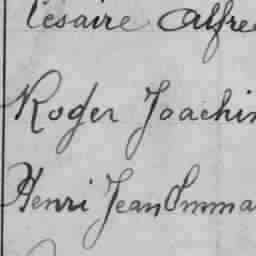 Césaire Alfre
Roger Joachim
Henri Jean Emma